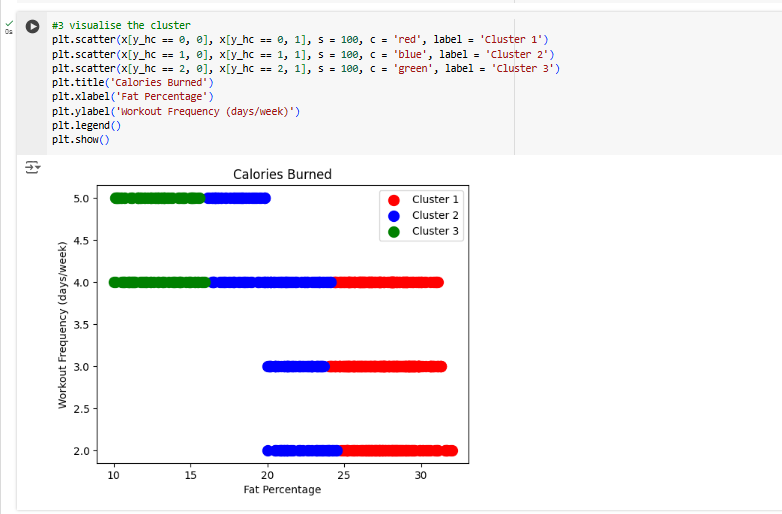 #3 visualise the cluster
plt.scatter(x[y_hc == 0, 0], x[y_hc == 0, 1], s = 100, c = 'red', label = 'Cluster 1')
plt.scatter(x[y_hc == 1, 0], x[y_hc == 1, 1], s = 100, c = 'blue', label = 'Cluster 2')
plt.scatter(x[y_hc == 2, 0], x[y_hc == 2, 1], s = 100, c = 'green', label = 'Cluster 3')
plt.title('Calories Burned')
plt.xlabel('Fat Percentage')
plt.ylabel('Workout Frequency (days/week)')
plt.legend()
plt.show()
0s
Calories Burned
Cluster 1
Cluster 2
Cluster 3
5.0
4.5
4.0
3.5
3.0
2.5
2.0
Workout Frequency (days/week)
10 15 20 25 30
Fat Percentage